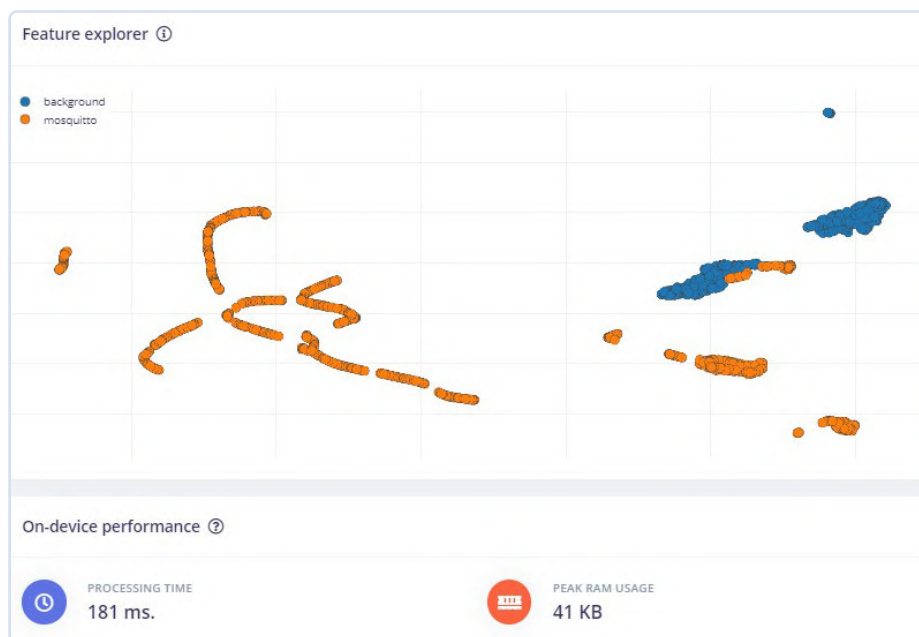 Feature explorer
background
mosquitto
On-device performance
PROCESSING TIME
181 ms.
PEAK RAM USAGE
41 KB